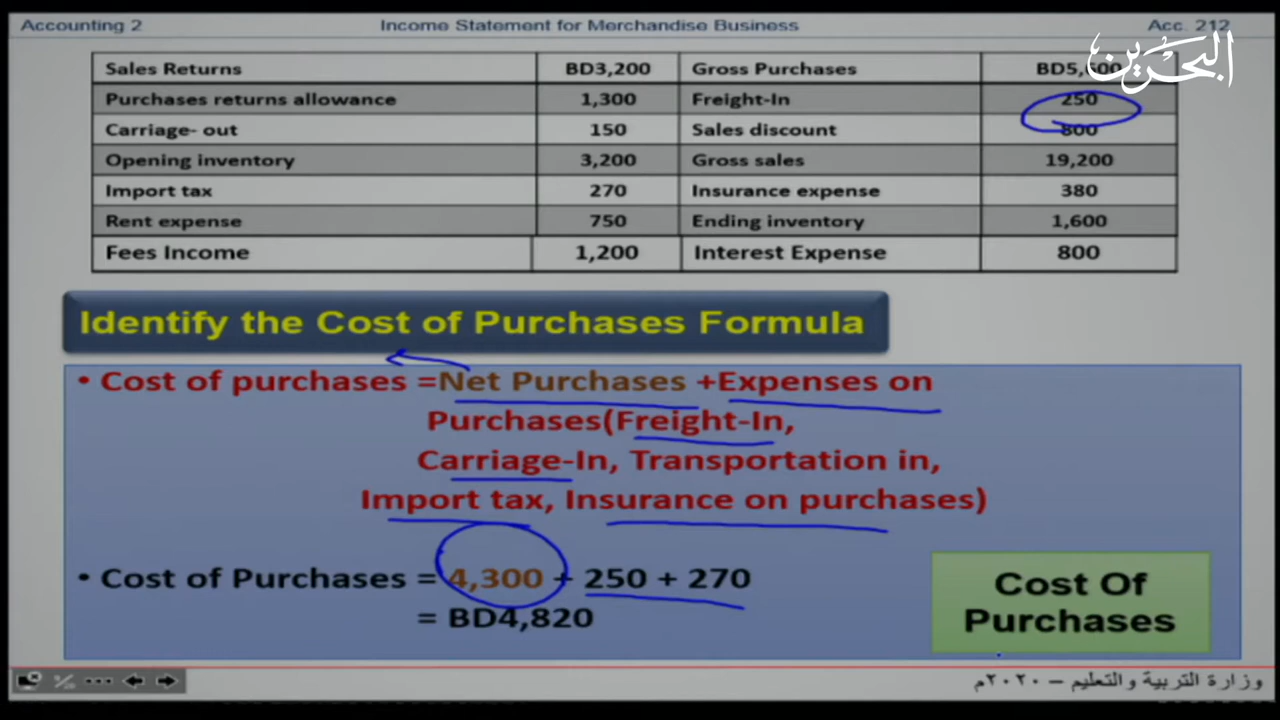 Accounting 2 Income Statement for Merchandise Business Acc. 212
البحرين
Sales Returns BD3,200 Gross Purchases BD5,600
Purchases returns allowance 1,300 Freight-In 250
Carriage- out 150 Sales discount 800
Opening inventory 3,200 Gross sales 19,200
Import tax 270 Insurance expense 380
Rent expense 750 Ending inventory 1,600
Fees Income 1,200 Interest Expense 800
Identify the Cost of Purchases Formula
• Cost of purchases =Net Purchases +Expenses on
Purchases(Freight-In,
Carriage-In, Transportation in,
Import tax, Insurance on purchases)
• Cost of Purchases = 4,300 + 250 + 270
= BD4,820
Cost Of
Purchases
وزارة التربية والتعليم – ٢٠٢٠م